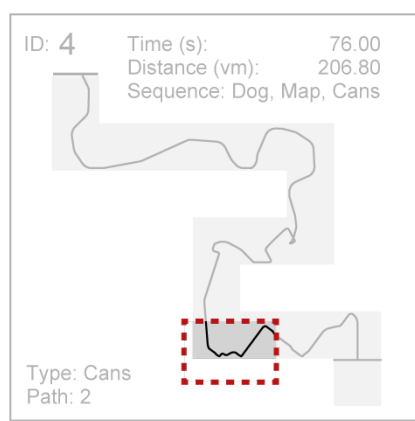 ID: 4
Time (s): 76.00
Distance (vm): 206.80
Sequence: Dog, Map, Cans
Type: Cans
Path: 2